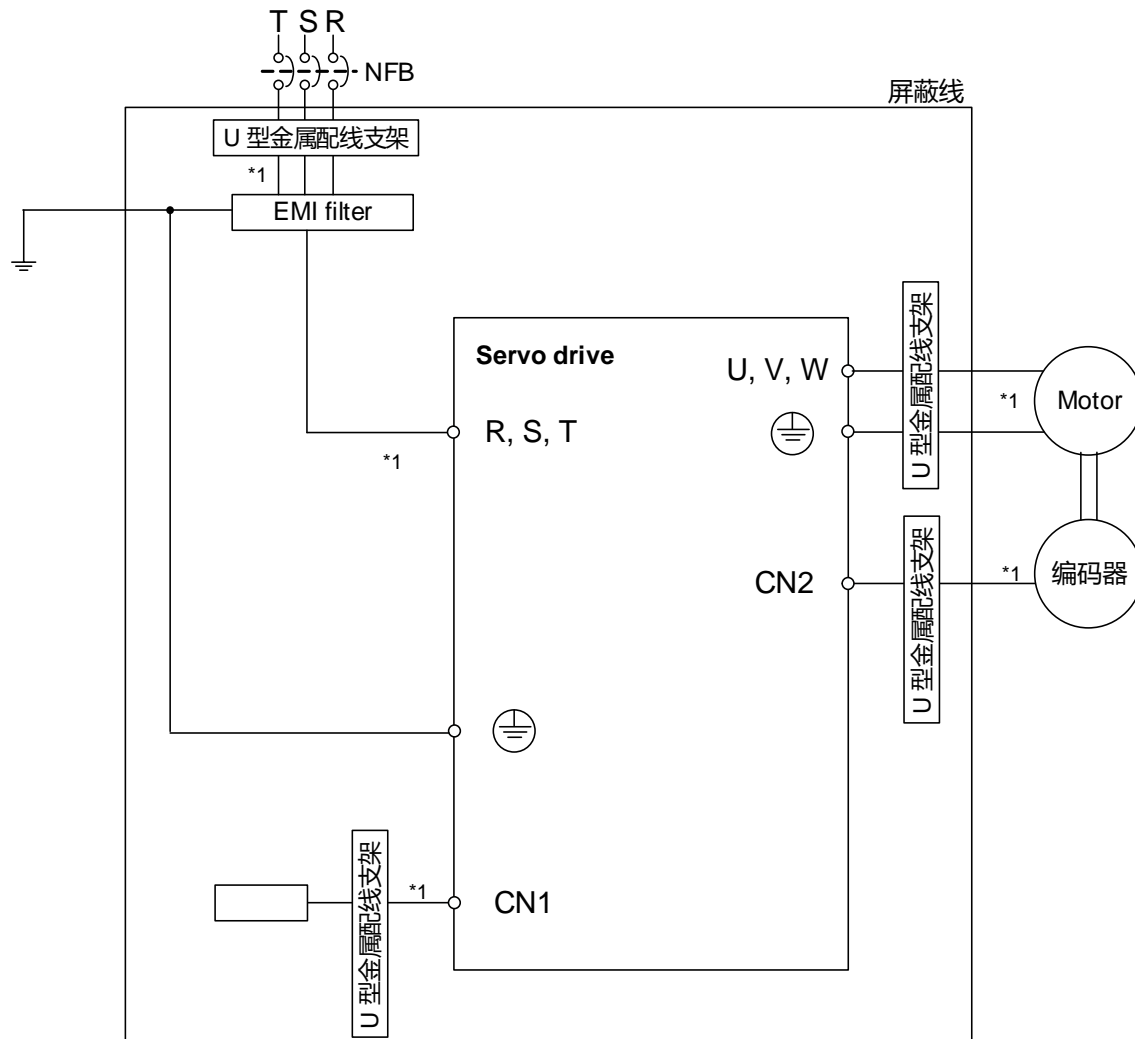 T S R
NFB
屏蔽线
U 型金属配线支架
*1
EMI filter
Servo drive
U, V, W
U 型金属配线支架
*1
Motor
R, S, T
*1
CN2
U 型金属配线支架
*1
编码器
U 型金属配线支架
*1
CN1